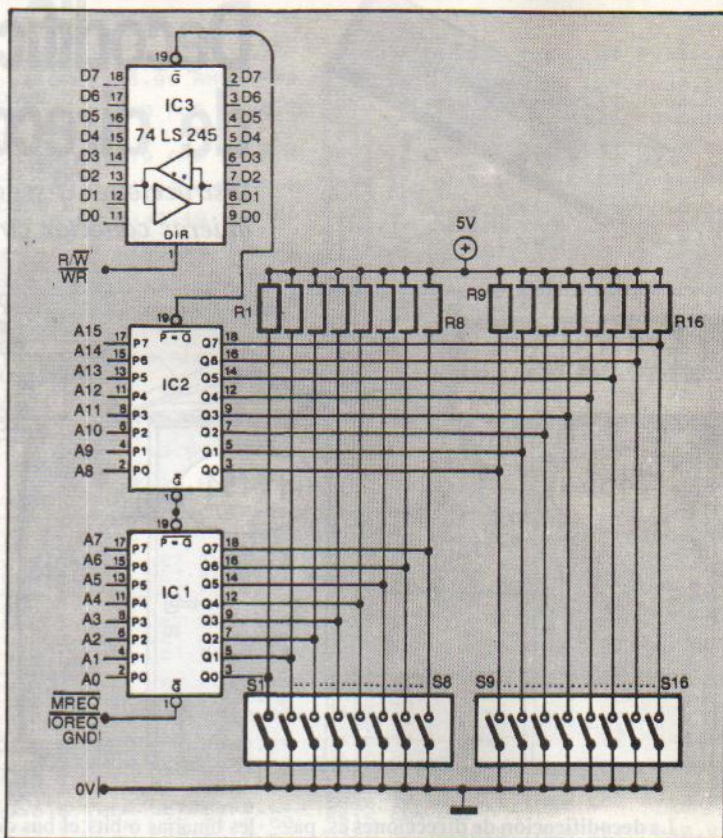 19
G
D7 18 2 D7
D6 17 3 D6
D5 16 IC3 4 D5
D4 15 74 LS 245 5 D4
D3 14 6 D3
D2 13 7 D2
D1 12 8 D1
D0 11 9 D0
DIR
1
R/W
WR
5V
R1 R8 R9 R16
19
P = Q
A15 17 P7 Q7 18
A14 15 P6 Q6 16
A13 13 P5 IC2 Q5 14
A12 11 P4 Q4 12
A11 8 P3 Q3 9
A10 6 P2 Q2 7
A9 4 P1 Q1 5
A8 2 P0 Q0 3
G
1
19
P = Q
A7 17 P7 Q7 18
A6 15 P6 Q6 16
A5 13 P5 Q5 14
A4 11 P4 IC1 Q4 12
A3 8 P3 Q3 9
A2 6 P2 Q2 7
A1 4 P1 Q1 5
A0 2 P0 Q0 3
G
MREQ 1
IOREQ
GND
S1 S8 S9 S16
0V